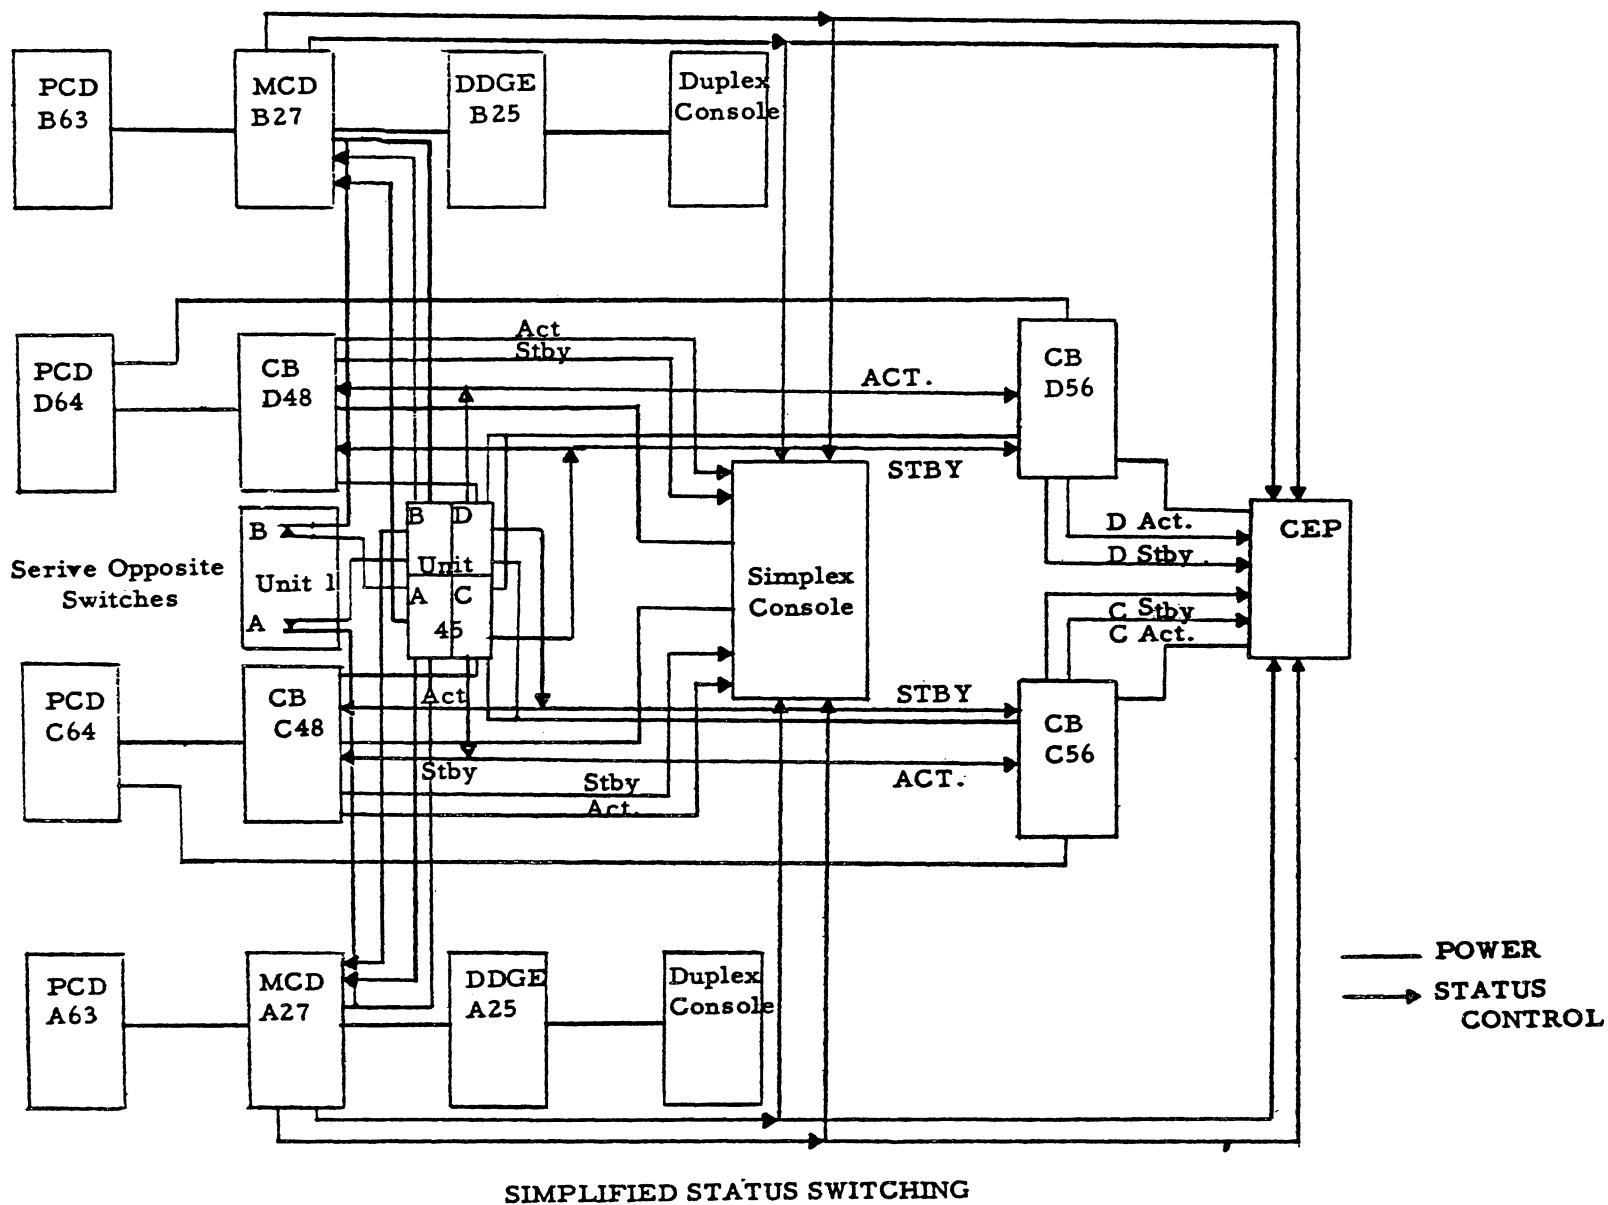 PCD
B63
MCD
B27
DDGE
B25
Duplex
Console
PCD
D64
CB
D48
Act
Stby
ACT.
STBY
CB
D56
D Act.
D Stby
C Stby
C Act.
CEP
Serive Opposite
Switches
B
Unit 1
A
B D
Unit
A C
45
Simplex
Console
PCD
C64
CB
C48
Act
Stby
Stby
Act.
STBY
ACT.
CB
C56
PCD
A63
MCD
A27
DDGE
A25
Duplex
Console
POWER
STATUS
CONTROL
SIMPLIFIED STATUS SWITCHING